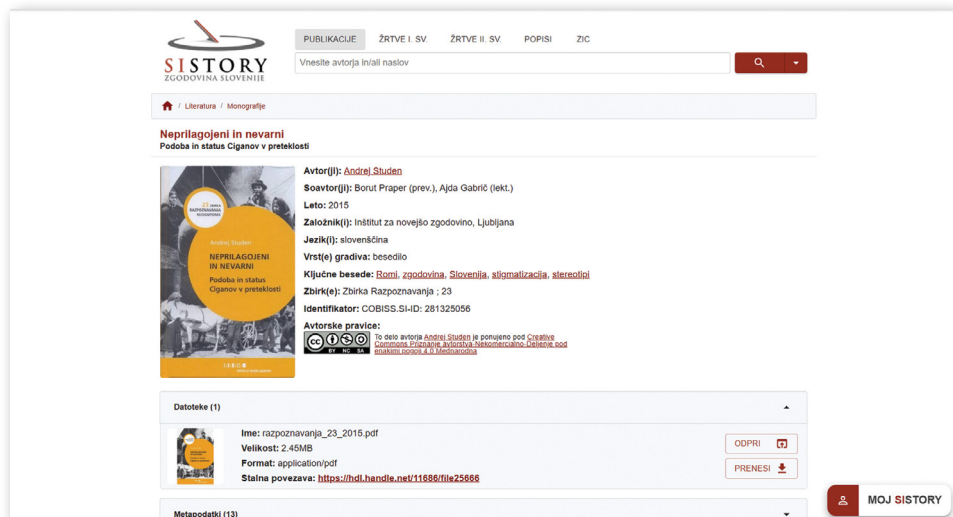 PUBLIKACIJE ŽRTVE I. SV. ŽRTVE II. SV. POPISI ZIC
Vnesite avtorja in/ali naslov
SISTORY
ZGODOVINA SLOVENIJE
/ Literatura / Monografije
Neprilagojeni in nevarni
Podoba in status Ciganov v preteklosti
23 ZBIRKA
RAZPOZNAVANJA
RECOGNITIONES
Andrej Studen
NEPRILAGOJENI
IN NEVARNI
Podoba in status
Ciganov v preteklosti
Avtor(ji): Andrej Studen
Soavtor(ji): Borut Praper (prev.), Ajda Gabrič (lekt.)
Leto: 2015
Založnik(i): Inštitut za novejšo zgodovino, Ljubljana
Jezik(i): slovenščina
Vrst(e) gradiva: besedilo
Ključne besede: Romi, zgodovina, Slovenija, stigmatizacija, stereotipi
Zbirk(e): Zbirka Razpoznavanja ; 23
Identifikator: COBISS.SI-ID: 281325056
Avtorske pravice:
cc BY NC SA
To delo avtorja Andrej Studen je ponujeno pod Creative
Commons Priznanje avtorstva-Nekomercialno-Deljenje pod
enakimi pogoji 4.0 Mednarodna
Datoteke (1)
Ime: razpoznavanja_23_2015.pdf
Velikost: 2.45MB
Format: application/pdf
Stalna povezava: https://hdl.handle.net/11686/file25666
ODPRI
PRENESI
Metapodatki (13)
MOJ SISTORY